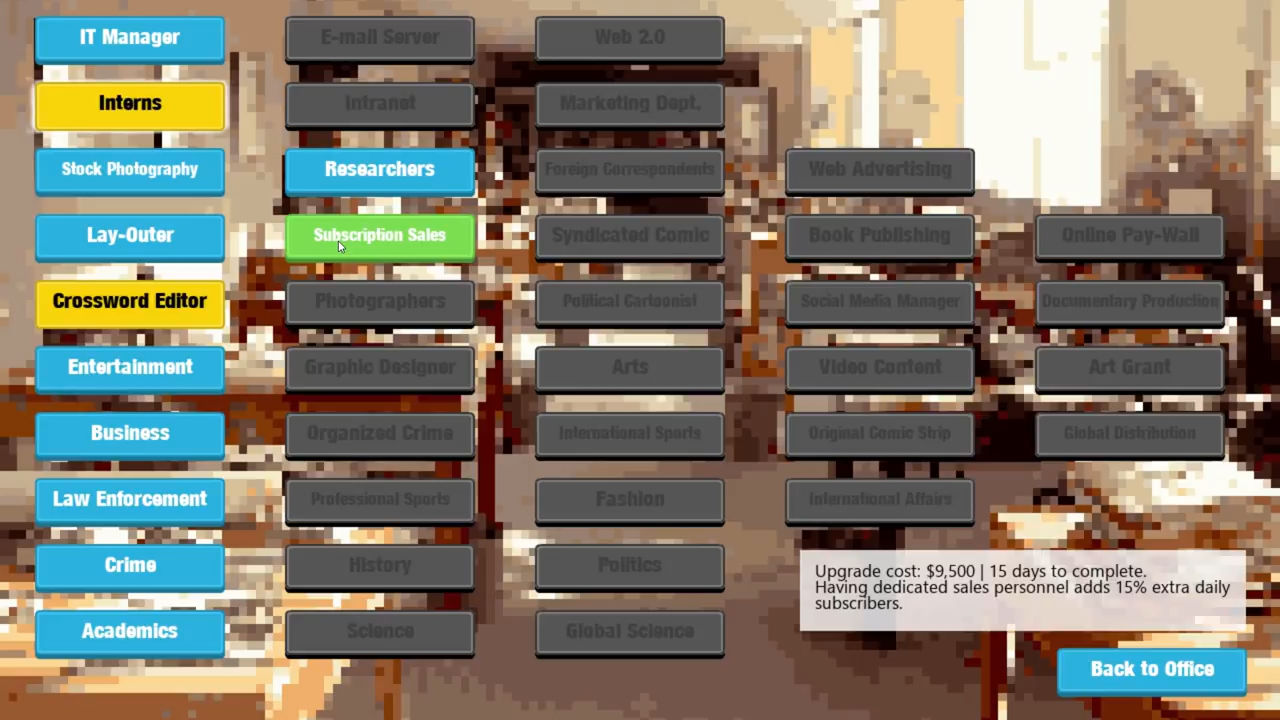 IT Manager
E-mail Server
Web 2.0
Interns
Intranet
Marketing Dept.
Stock Photography
Researchers
Foreign Correspondents
Web Advertising
Lay-Outer
Subscription Sales
Syndicated Comic
Book Publishing
Online Pay-Wall
Crossword Editor
Photographers
Political Cartoonist
Social Media Manager
Documentary Production
Entertainment
Graphic Designer
Arts
Video Content
Art Grant
Business
Organized Crime
International Sports
Original Comic Strip
Global Distribution
Law Enforcement
Professional Sports
Fashion
International Affairs
Crime
History
Politics
Academics
Science
Global Science
Upgrade cost: $9,500 | 15 days to complete.
Having dedicated sales personnel adds 15% extra daily
subscribers.
Back to Office